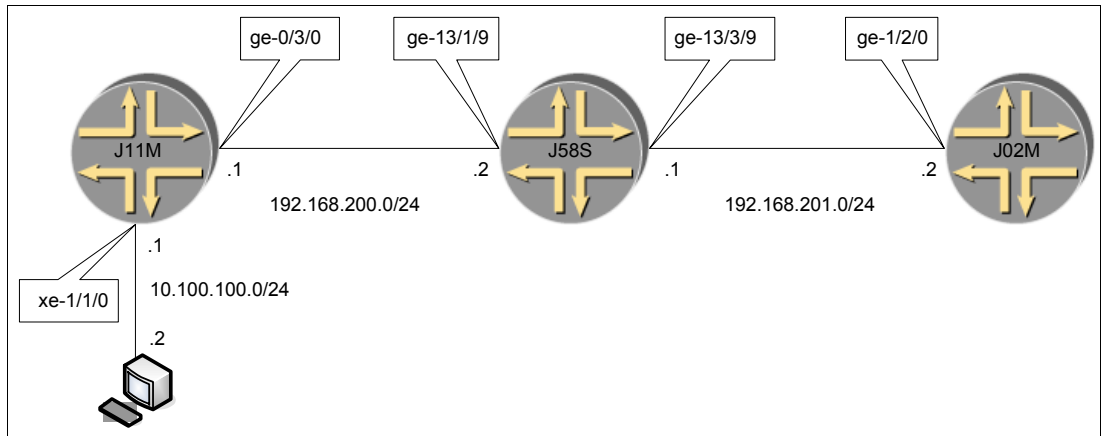 ge-0/3/0
ge-13/1/9
ge-13/3/9
ge-1/2/0
J11M
J58S
J02M
.1
.2
.1
.2
192.168.200.0/24
192.168.201.0/24
.1
xe-1/1/0
10.100.100.0/24
.2